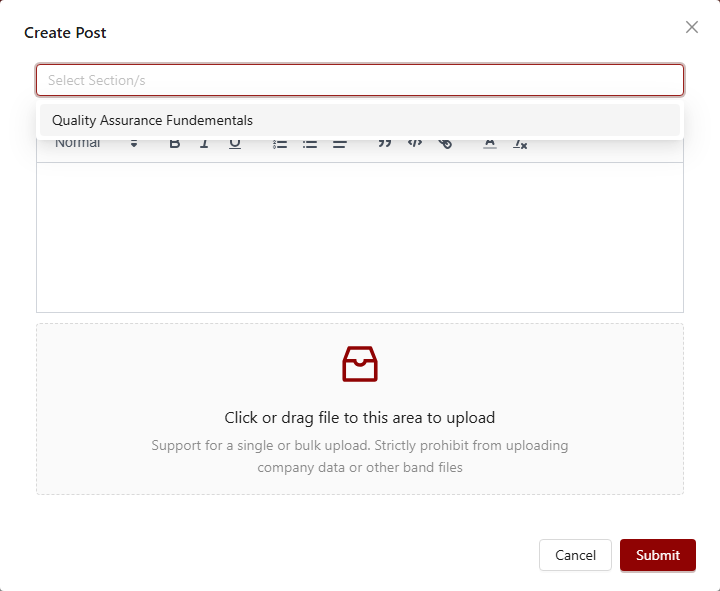 Create Post
Select Section/s
Quality Assurance Fundementals
Normal
Click or drag file to this area to upload
Support for a single or bulk upload. Strictly prohibit from uploading
company data or other band files
Cancel Submit